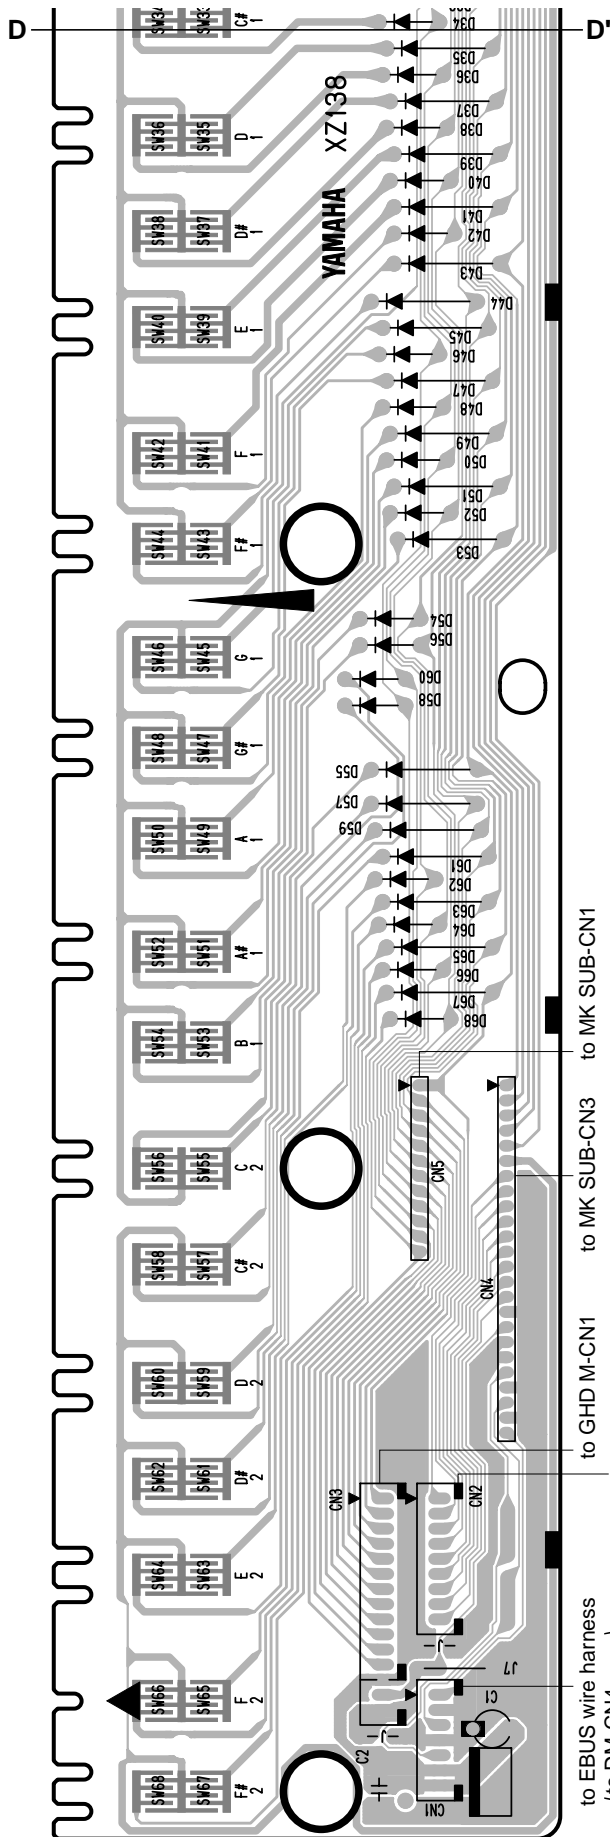 D
D'
SW34
C#
1
D34
D35
D36
D37
D38
D39
D40
D41
D42
D43
D44
D45
D46
D47
D48
D49
D50
D51
D52
D53
D54
D56
D60
D58
D55
D57
D59
D61
D62
D63
D64
D65
D66
D67
D68
XZ138
YAMAHA
SW36
SW35
D
1
SW38
SW37
D#
1
SW40
SW39
E
1
SW42
SW41
F
1
SW44
SW43
F#
1
SW46
SW45
G
1
SW48
SW47
G#
1
SW50
SW49
A
1
SW52
SW51
A#
1
SW54
SW53
B
1
SW56
SW55
C
2
SW58
SW57
C#
2
SW60
SW59
D
2
SW62
SW61
D#
2
SW64
SW63
E
2
SW66
SW65
F
2
SW68
SW67
F#
2
CN5
CN4
CN3
CN2
J7
C1
C2
CN1
to MK SUB-CN1
to MK SUB-CN3
to GHD M-CN1
to EBUS wire harness